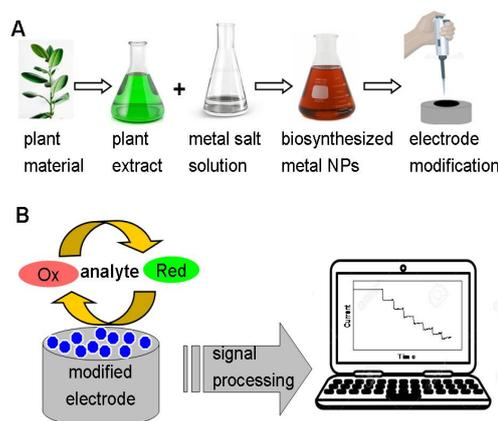 A
+
plant material
plant extract
metal salt solution
biosynthesized metal NPs
electrode modification
B
Ox
analyte
Red
modified electrode
signal processing
Current
Time